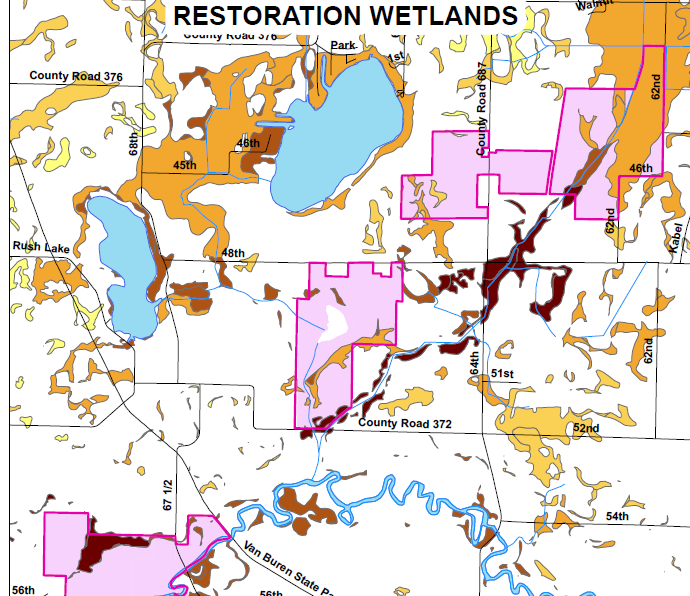 RESTORATION WETLANDS
Walnut
County Road 376
Park
1st
County Road 376
County Road 687
62nd
68th
46th
45th
46th
62nd
Kabel
Rush Lake
48th
62nd
64th
51st
County Road 372
52nd
67 1/2
54th
Van Buren State
56th
56th